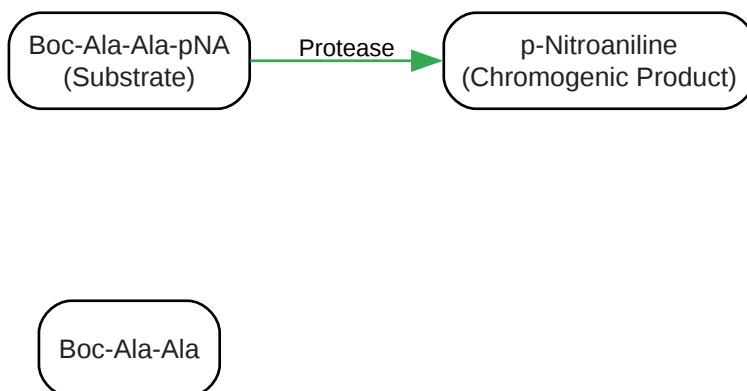 Boc-Ala-Ala-pNA
(Substrate)
Protease
p-Nitroaniline
(Chromogenic Product)
Boc-Ala-Ala